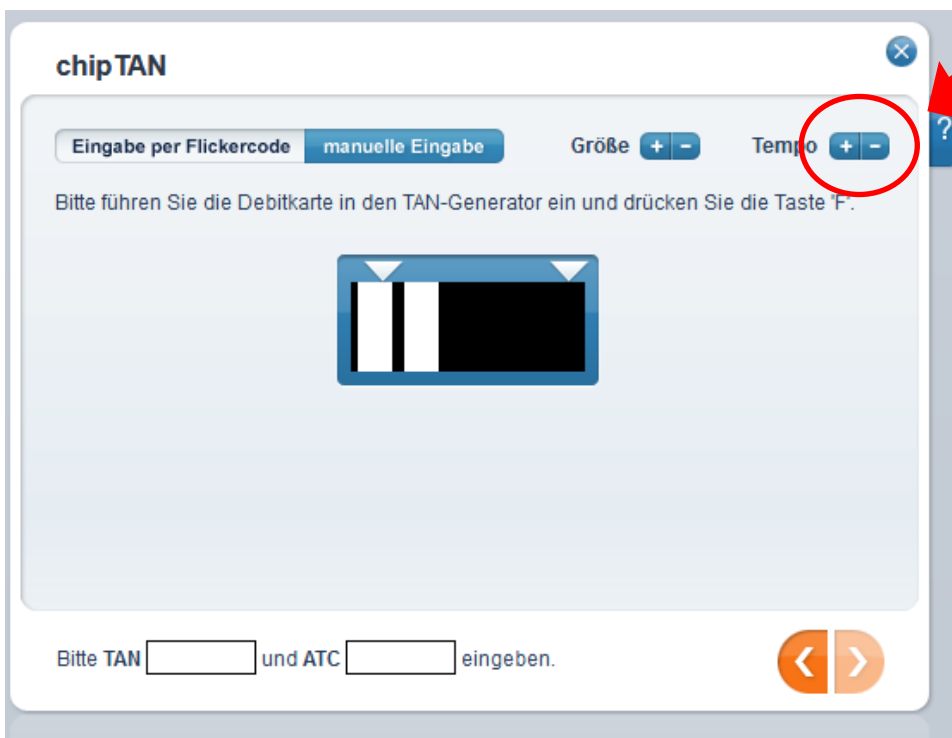 chipTAN
Eingabe per Flickercode manuelle Eingabe Größe + - Tempo + -
?
Bitte führen Sie die Debitkarte in den TAN-Generator ein und drücken Sie die Taste 'F'.
Bitte TAN und ATC eingeben.